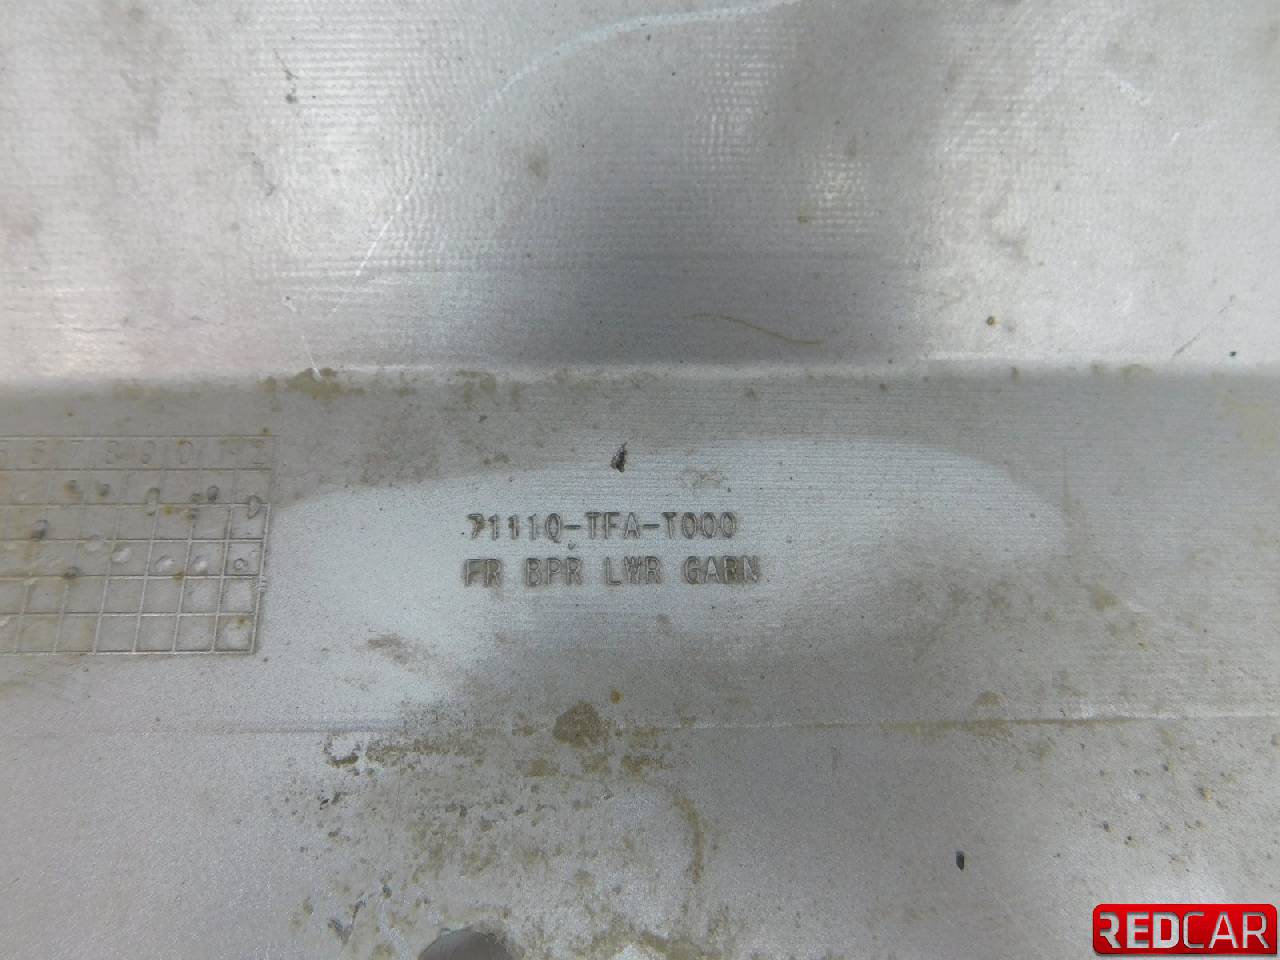 71110-TFA-T000
FR BPR LWR GARN
REDCAR